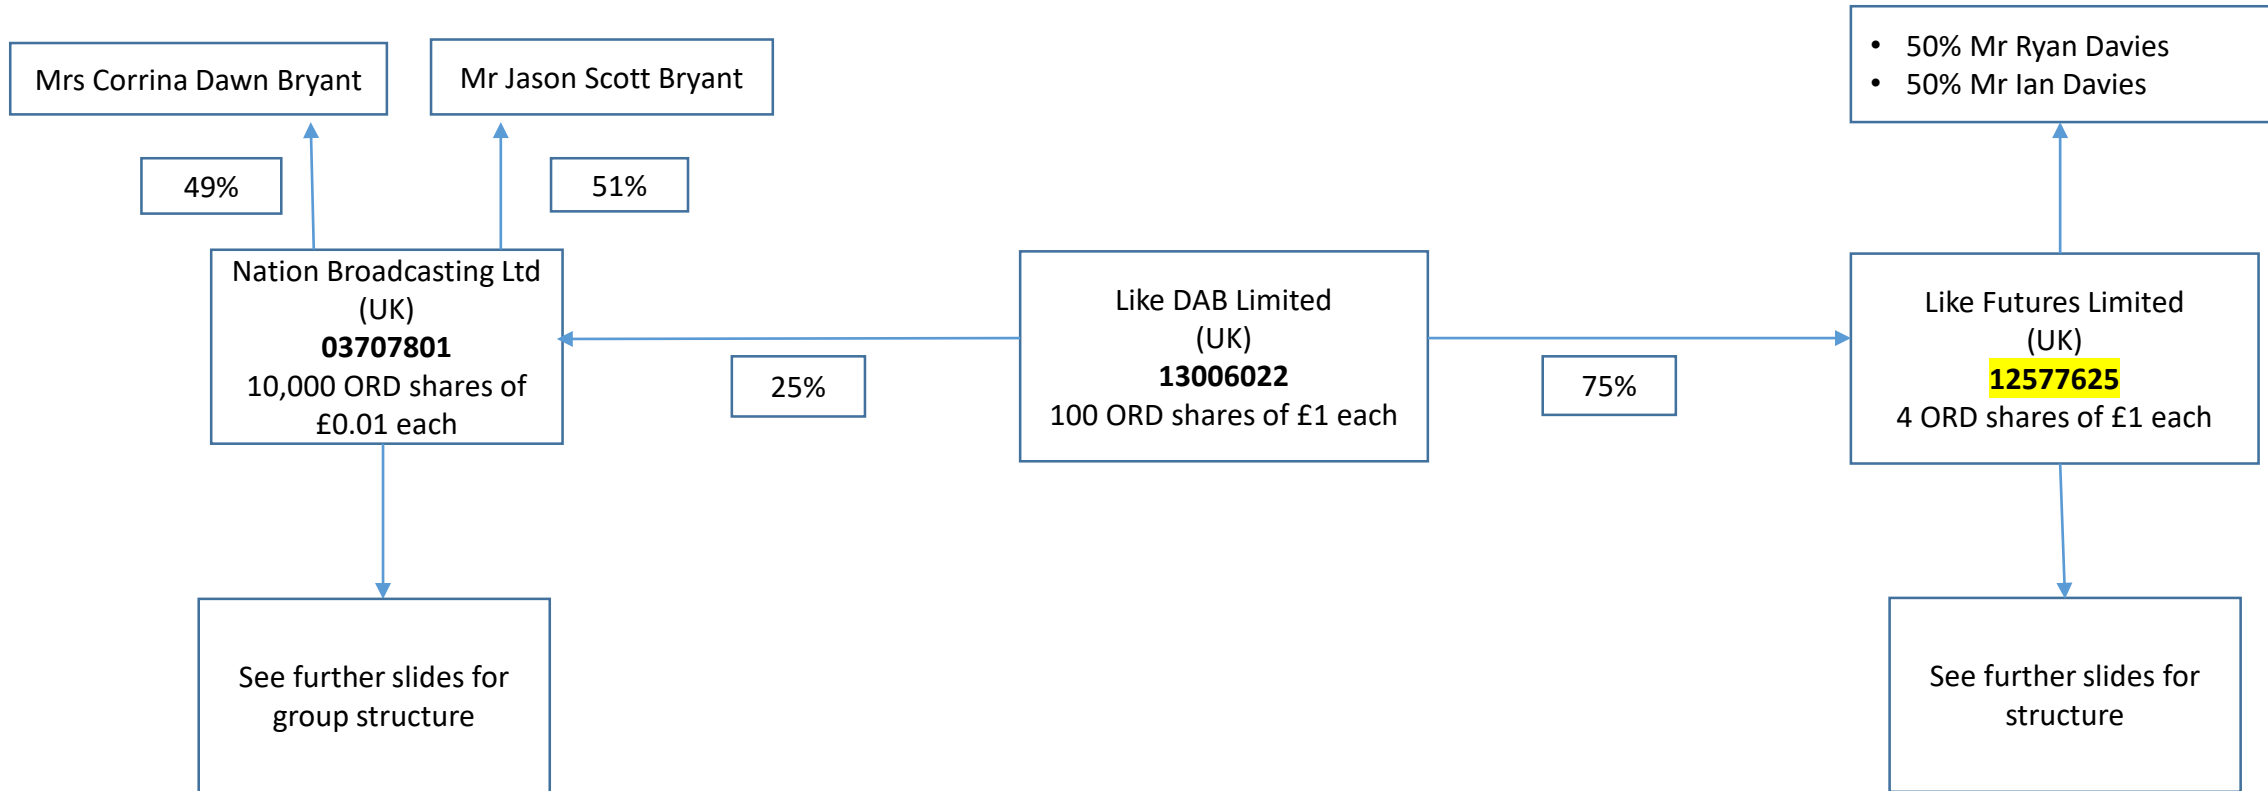 Mrs Corrina Dawn Bryant
Mr Jason Scott Bryant
• 50% Mr Ryan Davies
• 50% Mr Ian Davies
49%
51%
Nation Broadcasting Ltd
(UK)
03707801
10,000 ORD shares of
£0.01 each
25%
Like DAB Limited
(UK)
13006022
100 ORD shares of £1 each
75%
Like Futures Limited
(UK)
12577625
4 ORD shares of £1 each
See further slides for
group structure
See further slides for
structure